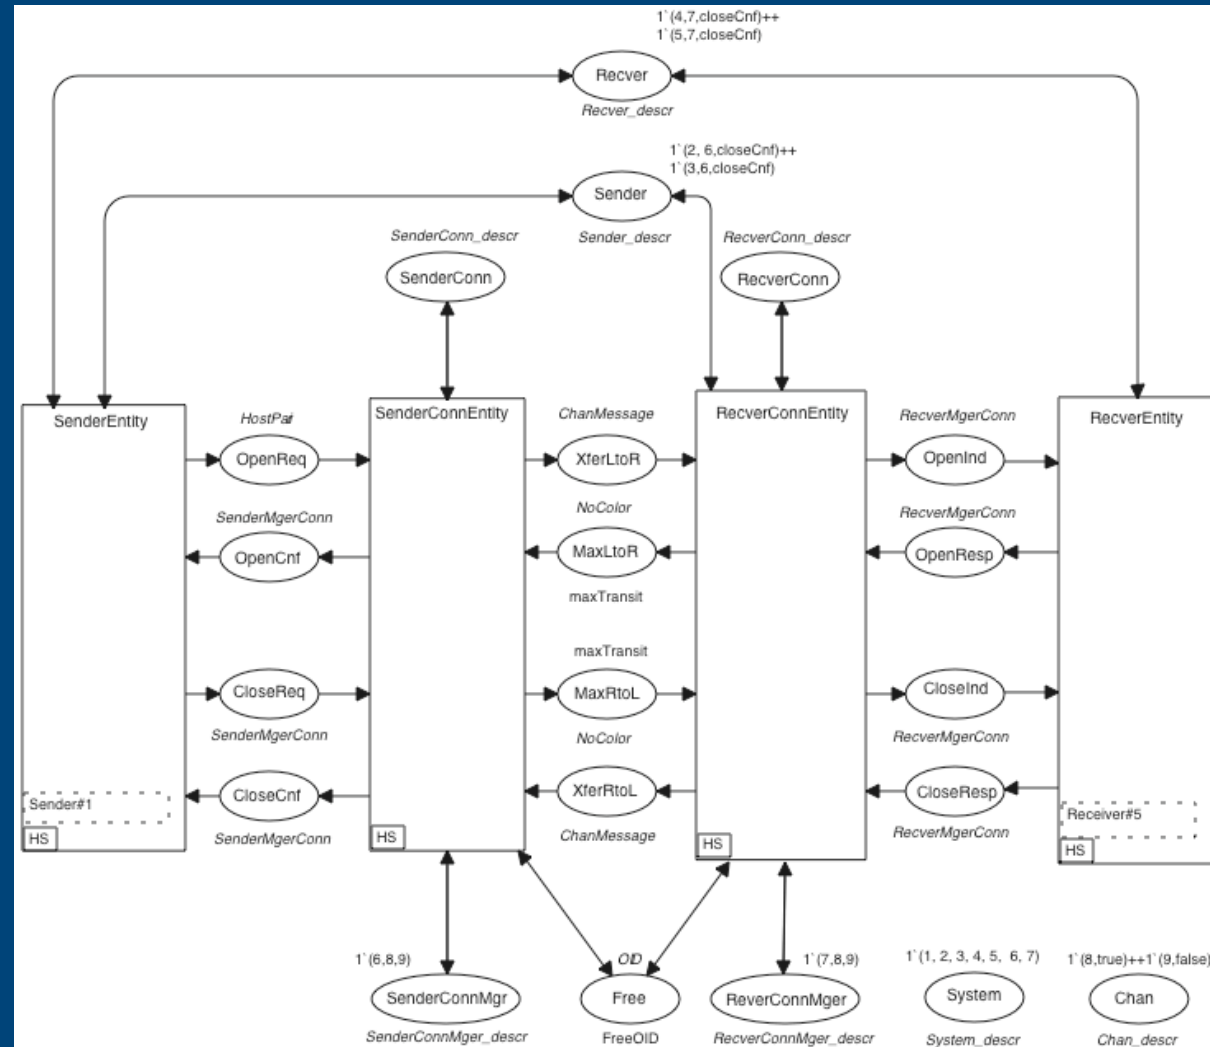 1`(4,7,closeCnf)++
1`(5,7,closeCnf)
Recver
Recver_descr
1`(2, 6,closeCnf)++
1`(3,6,closeCnf)
Sender
Sender_descr
SenderConn_descr
SenderConn
RecverConn_descr
RecverConn
SenderEntity
SenderConnEntity
RecverConnEntity
RecverEntity
HostPair
OpenReq
ChanMessage
XferLtoR
RecverMgerConn
OpenInd
SenderMgerConn
OpenCnf
NoColor
MaxLtoR
maxTransit
RecverMgerConn
OpenResp
CloseReq
SenderMgerConn
maxTransit
MaxRtoL
NoColor
CloseInd
RecverMgerConn
CloseCnf
SenderMgerConn
XferRtoL
ChanMessage
CloseResp
RecverMgerConn
Sender#1
HS
HS
HS
Receiver#5
HS
1`(6,8,9)
SenderConnMgr
SenderConnMger_descr
OID
Free
FreeOID
1`(7,8,9)
ReverConnMger
RecverConnMger_descr
1`(1, 2, 3, 4, 5, 6, 7)
System
System_descr
1`(8,true)++1`(9,false)
Chan
Chan_descr